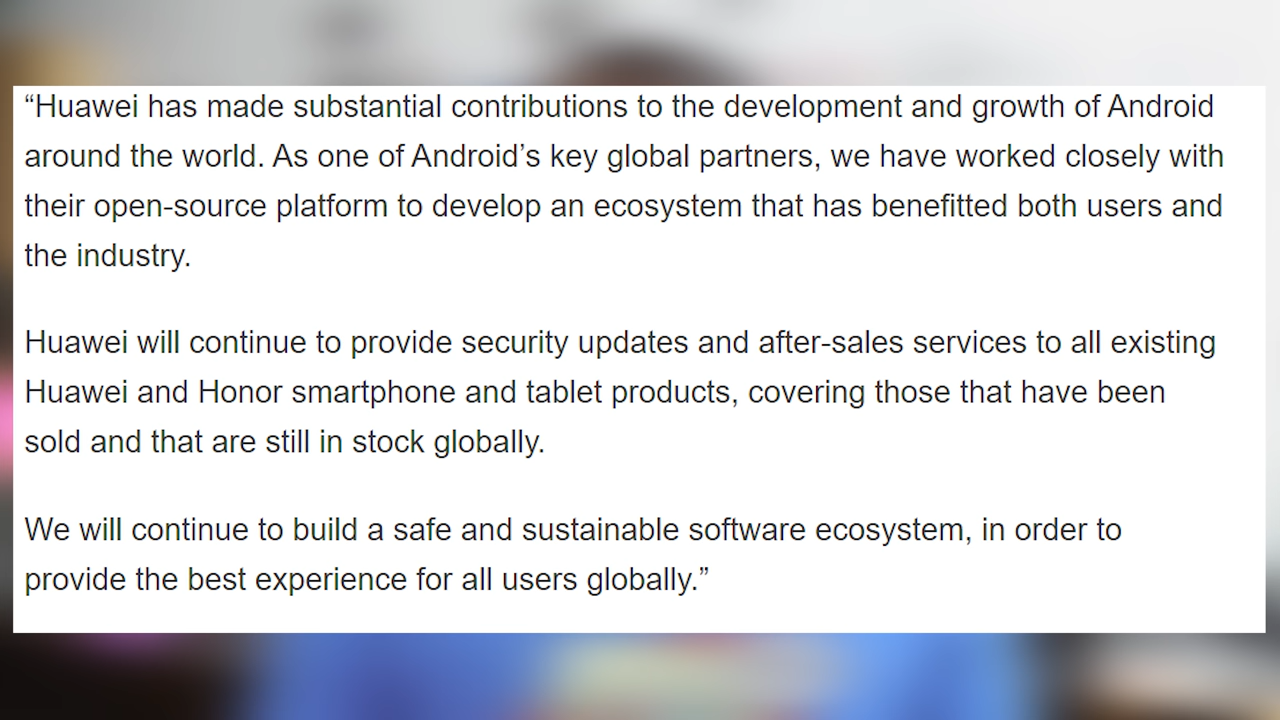 “Huawei has made substantial contributions to the development and growth of Android
around the world. As one of Android’s key global partners, we have worked closely with
their open-source platform to develop an ecosystem that has benefitted both users and
the industry.
Huawei will continue to provide security updates and after-sales services to all existing
Huawei and Honor smartphone and tablet products, covering those that have been
sold and that are still in stock globally.
We will continue to build a safe and sustainable software ecosystem, in order to
provide the best experience for all users globally.”